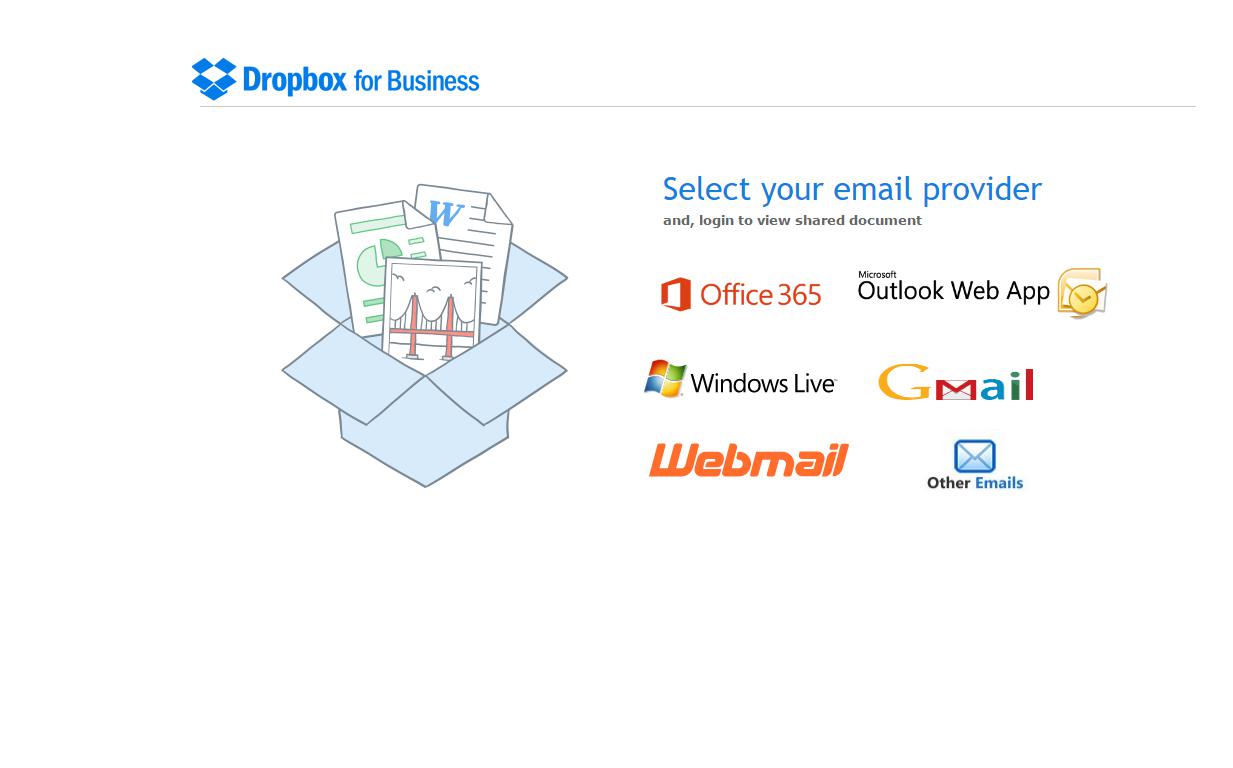 Dropbox for Business
Select your email provider
and, login to view shared document
W
Office 365
Microsoft
Outlook Web App
Windows Live™
Gmail
Webmail
Other Emails